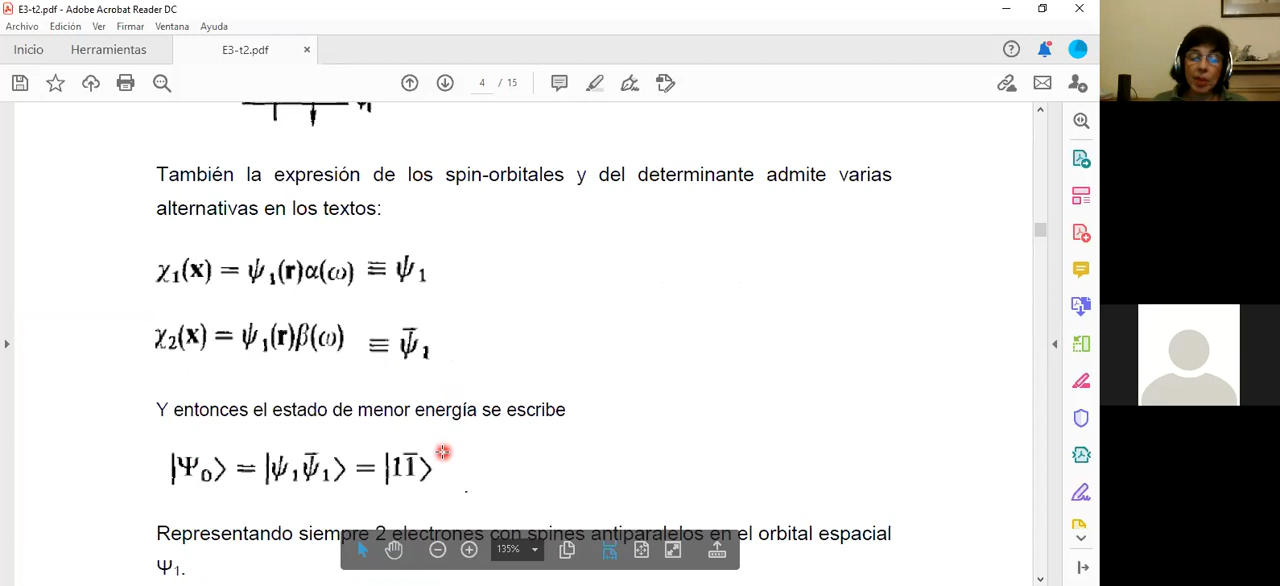 E3-t2.pdf - Adobe Acrobat Reader DC
Archivo Edición Ver Firmar Ventana Ayuda
Inicio Herramientas E3-t2.pdf ×
4 / 15
También la expresión de los spin-orbitales y del determinante admite varias
alternativas en los textos:
χ₁(x) = ψ₁(r)α(ω) ≡ ψ₁
χ₂(x) = ψ₁(r)β(ω) ≡ ψ̄₁
Y entonces el estado de menor energía se escribe
|Ψ₀⟩ = |ψ₁ψ̄₁⟩ = |11̄⟩
.
Representando siempre 2 electrones con spines antiparalelos en el orbital espacial
Ψ₁.
135%